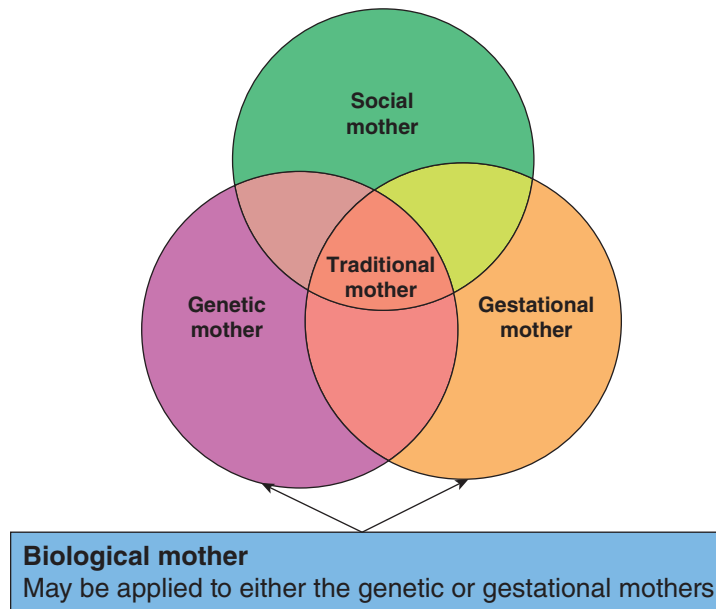 Social
mother
Traditional
mother
Genetic
mother
Gestational
mother
Biological mother
May be applied to either the genetic or gestational mothers